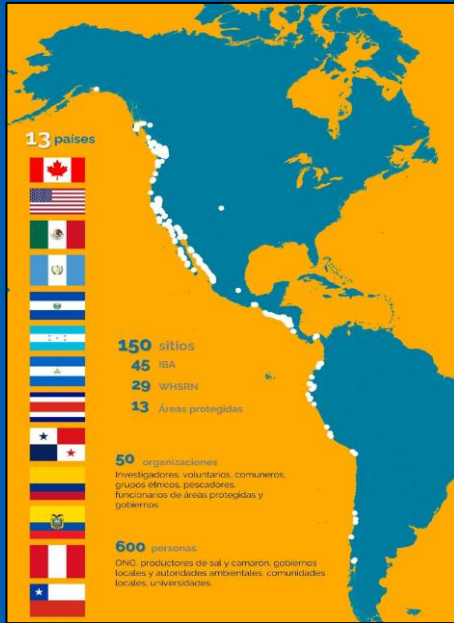 13 países
150 sitios
45 IBA
29 WHSRN
13 Áreas protegidas
50 organizaciones
Investigadores, voluntarios, comuneros,
grupos étnicos, pescadores,
funcionarios de áreas protegidas y
gobiernos
600 personas
ONG, productores de sal y camarón, gobiernos
locales y autoridades ambientales, comunidades
locales, universidades.